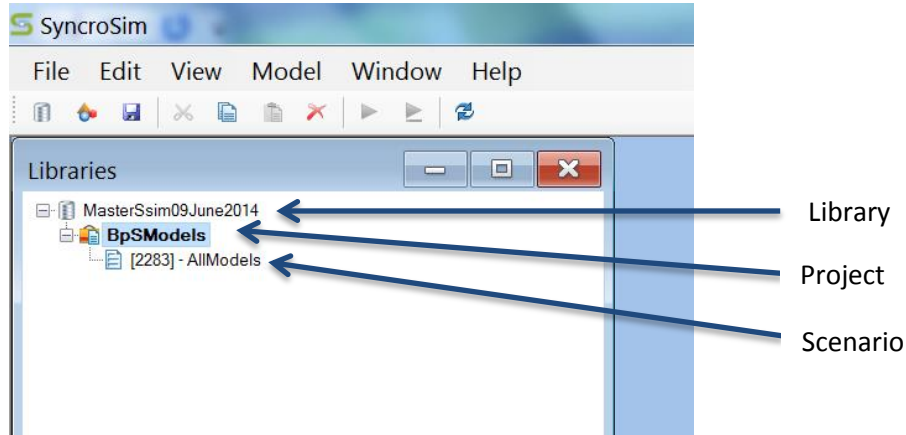 SyncroSim
File Edit View Model Window Help
Libraries
MasterSsim09June2014
BpSModels
[2283] - AllModels
Library
Project
Scenario